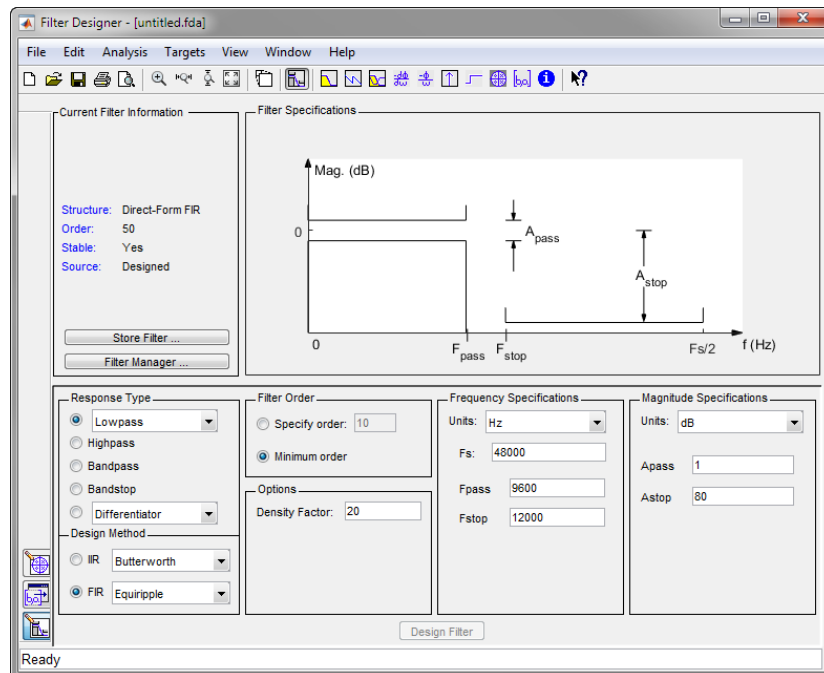 Filter Designer - [untitled.fda]
File Edit Analysis Targets View Window Help
Current Filter Information
Structure: Direct-Form FIR
Order: 50
Stable: Yes
Source: Designed
Store Filter ...
Filter Manager ...
Filter Specifications
Mag. (dB)
0
A pass
A stop
0 F pass F stop Fs/2 f (Hz)
Response Type
Lowpass
Highpass
Bandpass
Bandstop
Differentiator
Design Method
IIR Butterworth
FIR Equiripple
Filter Order
Specify order: 10
Minimum order
Options
Density Factor: 20
Frequency Specifications
Units: Hz
Fs: 48000
Fpass 9600
Fstop 12000
Magnitude Specifications
Units: dB
Apass 1
Astop 80
Design Filter
Ready